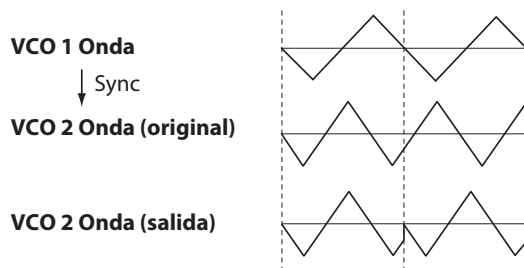 VCO 1 Onda
Sync
VCO 2 Onda (original)
VCO 2 Onda (salida)